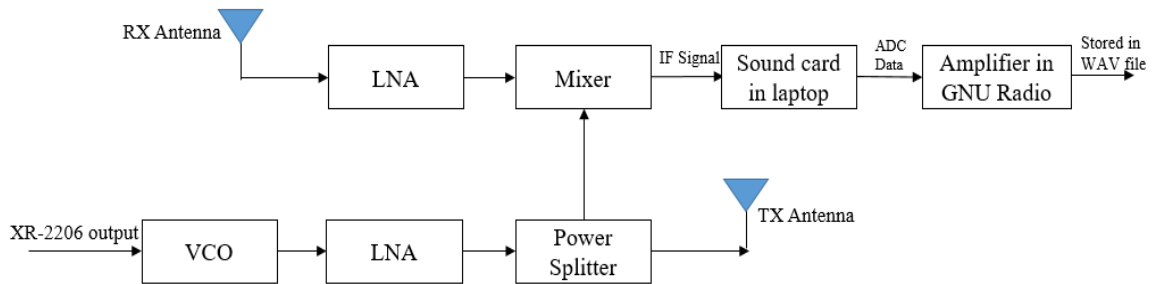 RX Antenna
LNA
Mixer
IF Signal
Sound card
in laptop
ADC
Data
Amplifier in
GNU Radio
Stored in
WAV file
XR-2206 output
VCO
LNA
Power
Splitter
TX Antenna